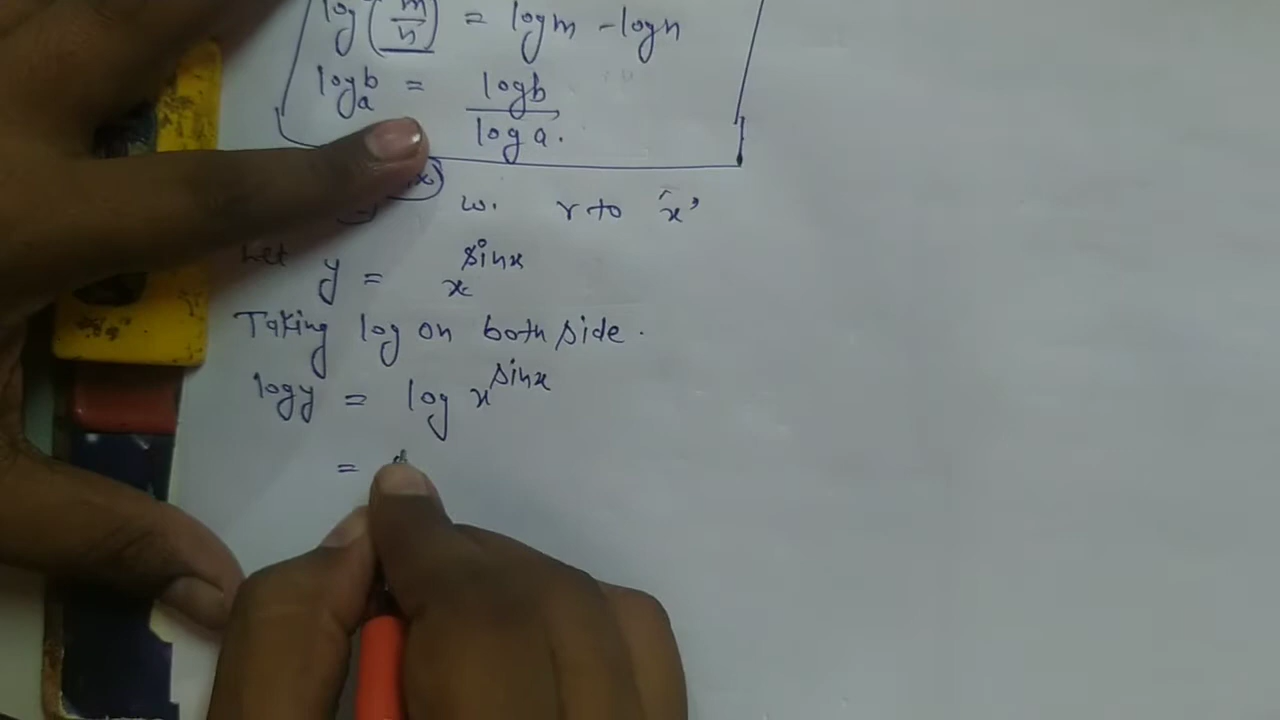 log (m/n) = log m - log n
log_a b = log b / log a.
w. r to 'x'
Let y = x^sinx
Taking log on both side.
log y = log x^sinx
=